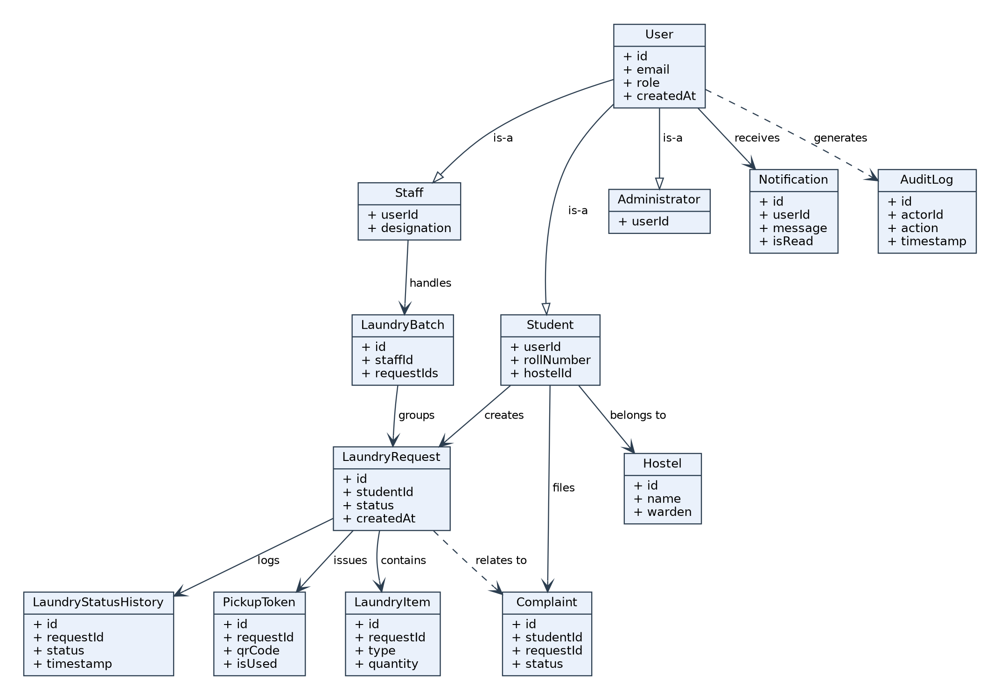 User
+ id
+ email
+ role
+ createdAt
is-a
is-a
receives
generates
Staff
+ userId
+ designation
is-a
Administrator
+ userId
Notification
+ id
+ userId
+ message
+ isRead
AuditLog
+ id
+ actorId
+ action
+ timestamp
handles
LaundryBatch
+ id
+ staffId
+ requestIds
Student
+ userId
+ rollNumber
+ hostelId
groups
creates
belongs to
LaundryRequest
+ id
+ studentId
+ status
+ createdAt
files
Hostel
+ id
+ name
+ warden
logs
issues
contains
relates to
LaundryStatusHistory
+ id
+ requestId
+ status
+ timestamp
PickupToken
+ id
+ requestId
+ qrCode
+ isUsed
LaundryItem
+ id
+ requestId
+ type
+ quantity
Complaint
+ id
+ studentId
+ requestId
+ status